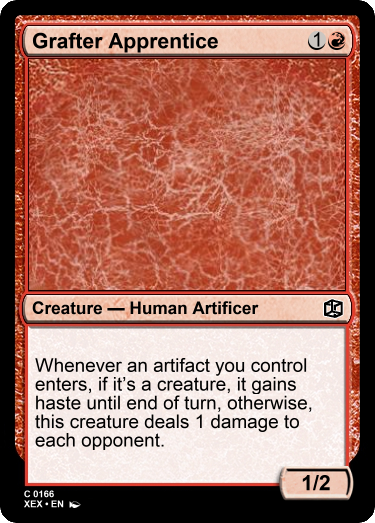 Grafter Apprentice 1
Creature — Human Artificer
Whenever an artifact you control
enters, if it's a creature, it gains
haste until end of turn, otherwise,
this creature deals 1 damage to
each opponent.
1/2
C 0166
XEX • EN